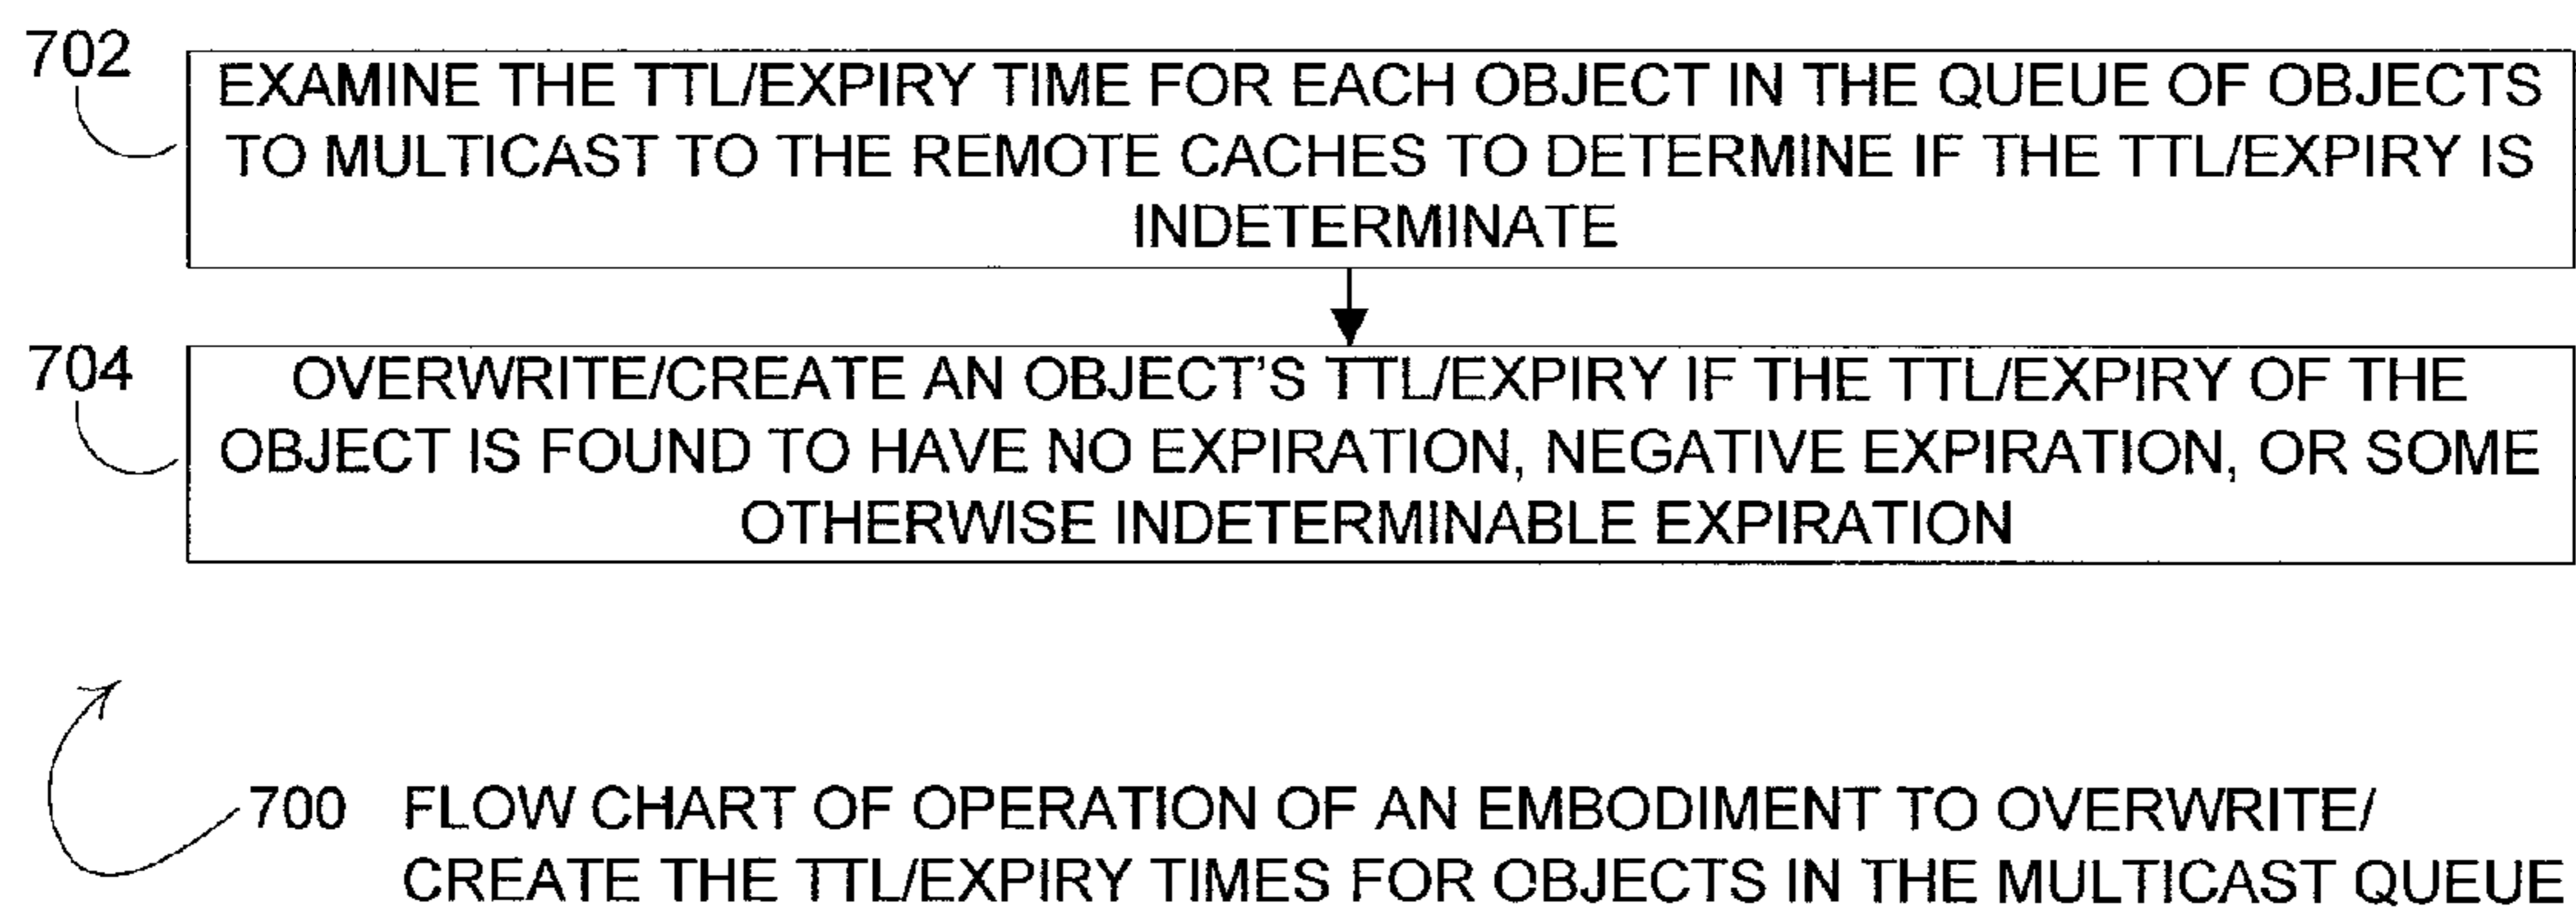 702
EXAMINE THE TTL/EXPIRY TIME FOR EACH OBJECT IN THE QUEUE OF OBJECTS
TO MULTICAST TO THE REMOTE CACHES TO DETERMINE IF THE TTL/EXPIRY IS
INDETERMINATE
704
OVERWRITE/CREATE AN OBJECT'S TTL/EXPIRY IF THE TTL/EXPIRY OF THE
OBJECT IS FOUND TO HAVE NO EXPIRATION, NEGATIVE EXPIRATION, OR SOME
OTHERWISE INDETERMINABLE EXPIRATION
700 FLOW CHART OF OPERATION OF AN EMBODIMENT TO OVERWRITE/
CREATE THE TTL/EXPIRY TIMES FOR OBJECTS IN THE MULTICAST QUEUE